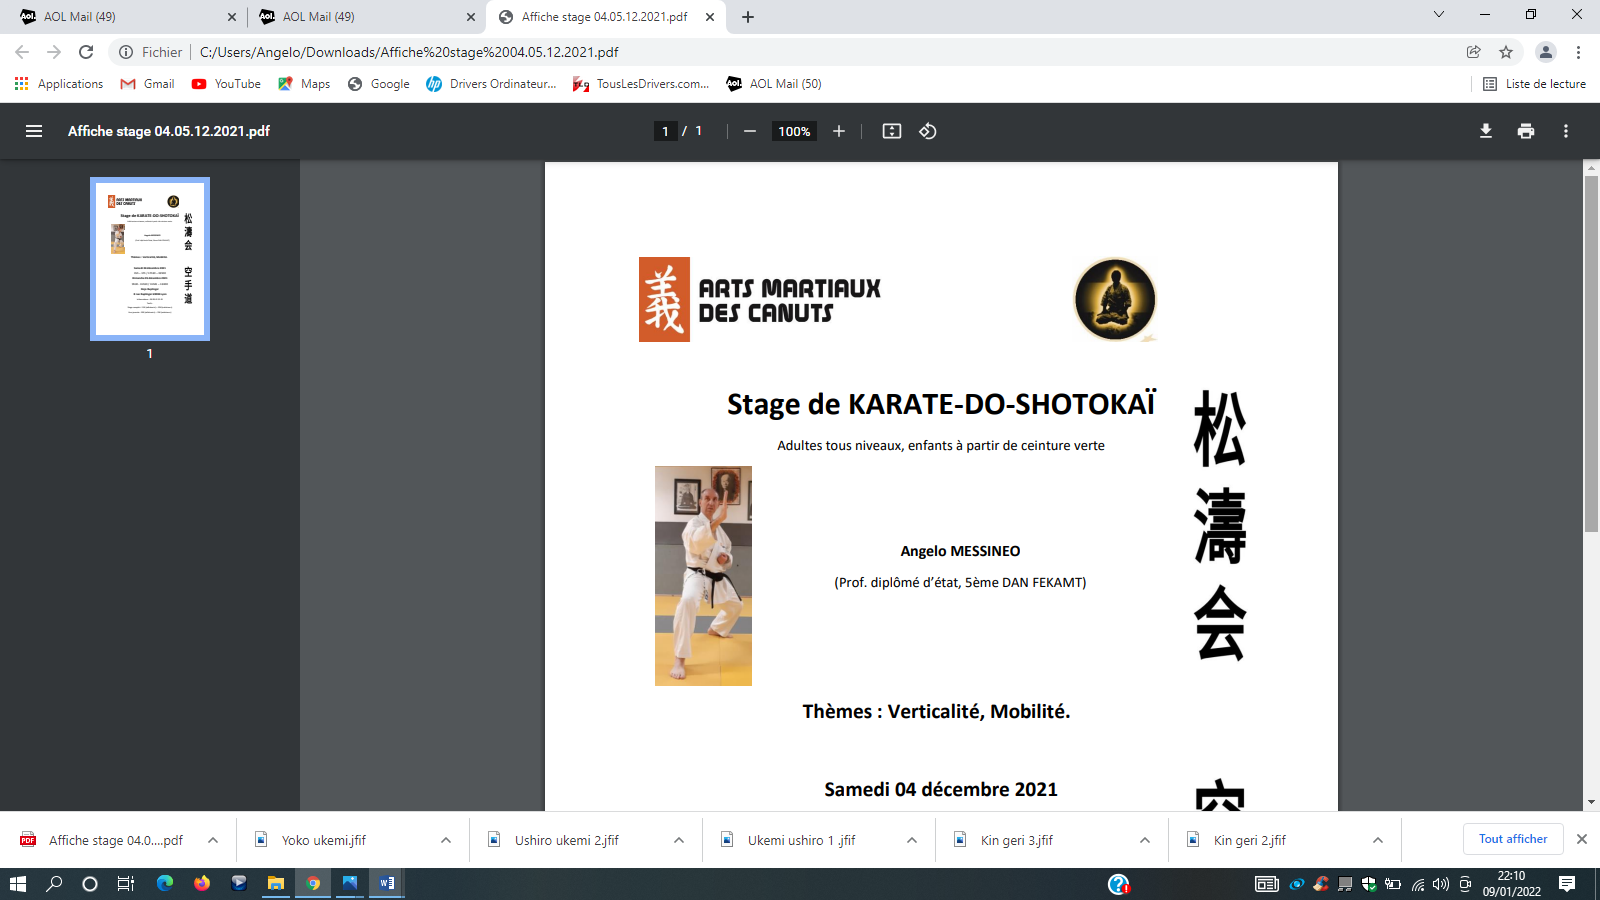 AOL Mail (49)
AOL Mail (49)
Affiche stage 04.05.12.2021.pdf
Fichier
C:/Users/Angelo/Downloads/Affiche%20stage%2004.05.12.2021.pdf
Applications
Gmail
YouTube
Maps
Google
Drivers Ordinateur...
TousLesDrivers.com...
AOL Mail (50)
Liste de lecture
Affiche stage 04.05.12.2021.pdf
1 / 1
100%
1
義
ARTS MARTIAUX
DES CANUTS
Stage de KARATE-DO-SHOTOKAÏ
Adultes tous niveaux, enfants à partir de ceinture verte
Angelo MESSINEO
(Prof. diplômé d’état, 5ème DAN FEKAMT)
Thèmes : Verticalité, Mobilité.
Samedi 04 décembre 2021
松
濤
会
空
Affiche stage 04.0....pdf
Yoko ukemi.jfif
Ushiro ukemi 2.jfif
Ukemi ushiro 1 .jfif
Kin geri 3.jfif
Kin geri 2.jfif
Tout afficher
22:10
09/01/2022